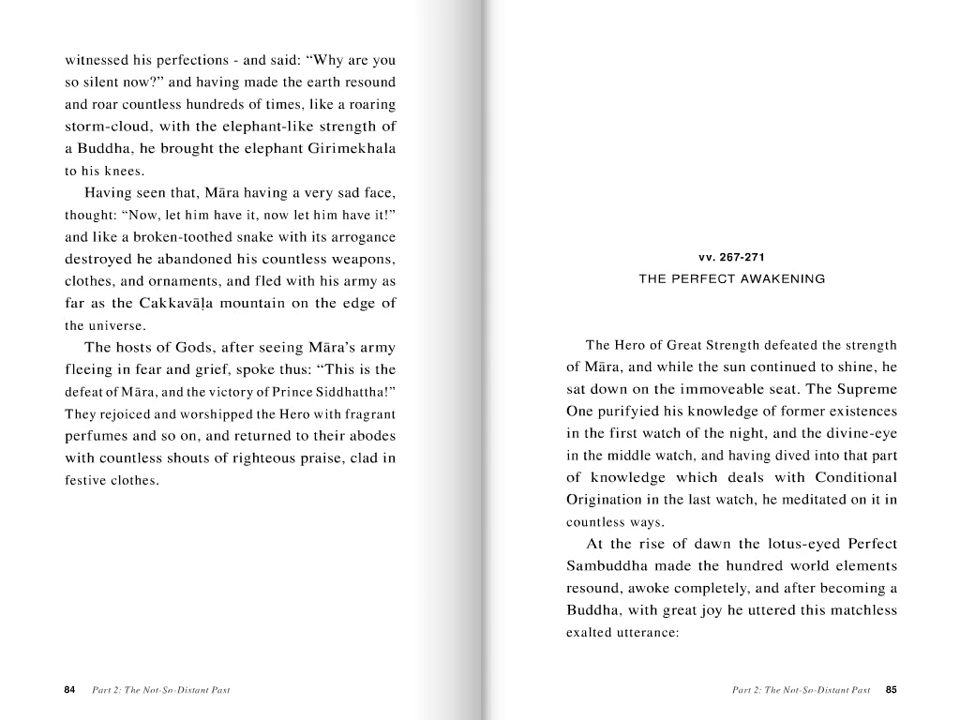 witnessed his perfections - and said: “Why are you
so silent now?” and having made the earth resound
and roar countless hundreds of times, like a roaring
storm-cloud, with the elephant-like strength of
a Buddha, he brought the elephant Girimekhala
to his knees.
Having seen that, Māra having a very sad face,
thought: “Now, let him have it, now let him have it!”
and like a broken-toothed snake with its arrogance
destroyed he abandoned his countless weapons,
clothes, and ornaments, and fled with his army as
far as the Cakkavāḷa mountain on the edge of
the universe.
The hosts of Gods, after seeing Māra’s army
fleeing in fear and grief, spoke thus: “This is the
defeat of Māra, and the victory of Prince Siddhattha!”
They rejoiced and worshipped the Hero with fragrant
perfumes and so on, and returned to their abodes
with countless shouts of righteous praise, clad in
festive clothes.
84 Part 2: The Not-So-Distant Past
vv. 267-271
THE PERFECT AWAKENING
The Hero of Great Strength defeated the strength
of Māra, and while the sun continued to shine, he
sat down on the immoveable seat. The Supreme
One purifyied his knowledge of former existences
in the first watch of the night, and the divine-eye
in the middle watch, and having dived into that part
of knowledge which deals with Conditional
Origination in the last watch, he meditated on it in
countless ways.
At the rise of dawn the lotus-eyed Perfect
Sambuddha made the hundred world elements
resound, awoke completely, and after becoming a
Buddha, with great joy he uttered this matchless
exalted utterance:
Part 2: The Not-So-Distant Past 85